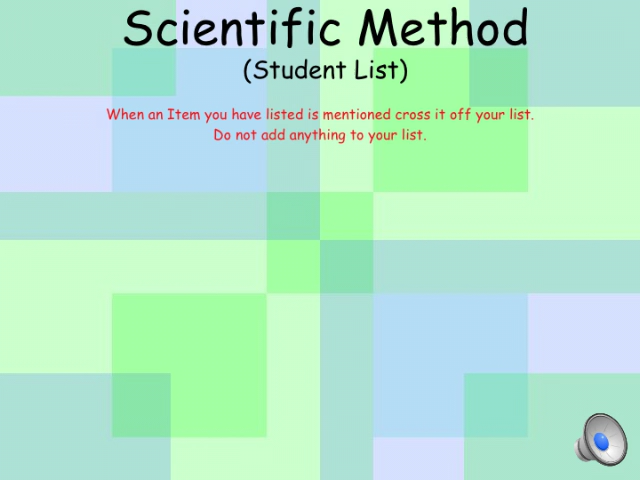 Scientific Method
(Student List)
When an Item you have listed is mentioned cross it off your list.
Do not add anything to your list.